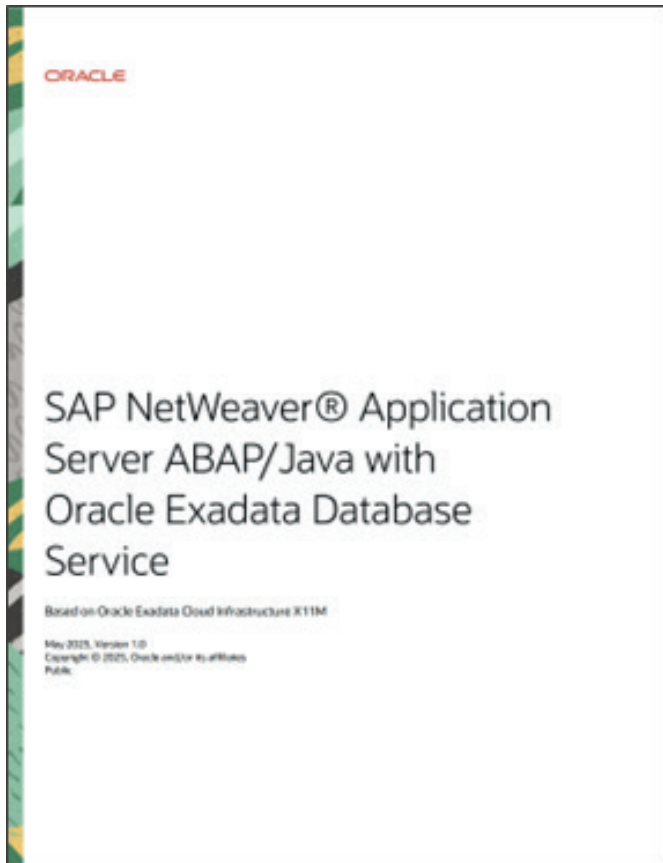 ORACLE
SAP NetWeaver® Application
Server ABAP/Java with
Oracle Exadata Database
Service
Based on Oracle Exadata Cloud Infrastructure X11M
May 2025, Version 1.0
Copyright © 2025, Oracle and/or its affiliates
Public